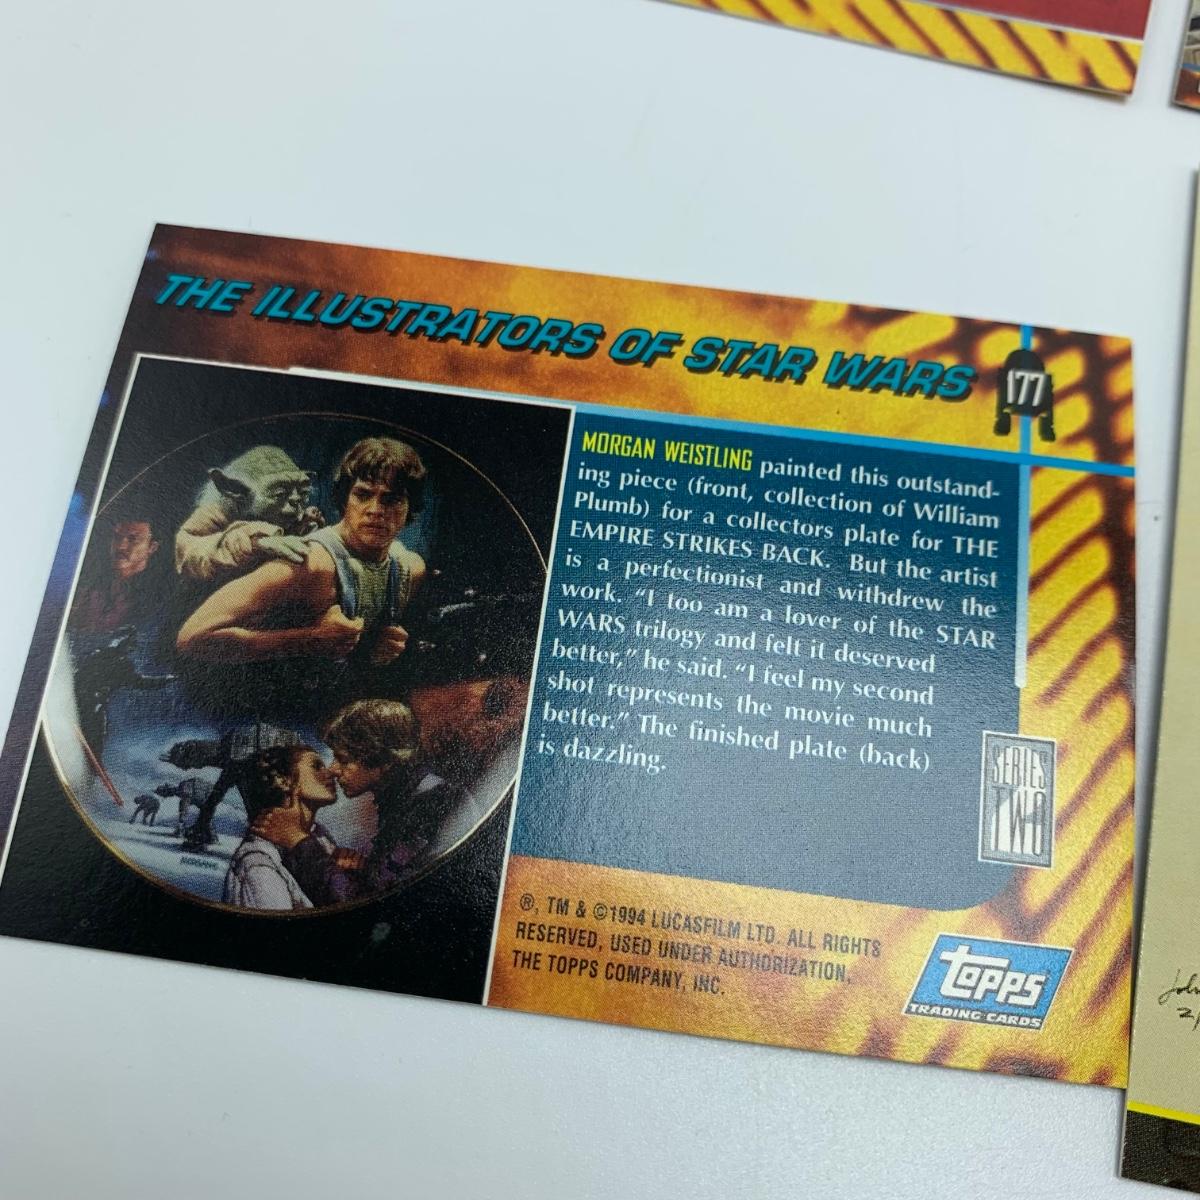 THE ILLUSTRATORS OF STAR WARS
177
MORGAN WEISTLING painted this outstand-
ing piece (front, collection of William
Plumb) for a collectors plate for THE
EMPIRE STRIKES BACK. But the artist
is a perfectionist and withdrew the
work. “I too am a lover of the STAR
WARS trilogy and felt it deserved
better,” he said. “I feel my second
shot represents the movie much
better.” The finished plate (back)
is dazzling.
SERIES
TWO
®, TM & ©1994 LUCASFILM LTD. ALL RIGHTS
RESERVED, USED UNDER AUTHORIZATION,
THE TOPPS COMPANY, INC.
topps
TRADING CARDS